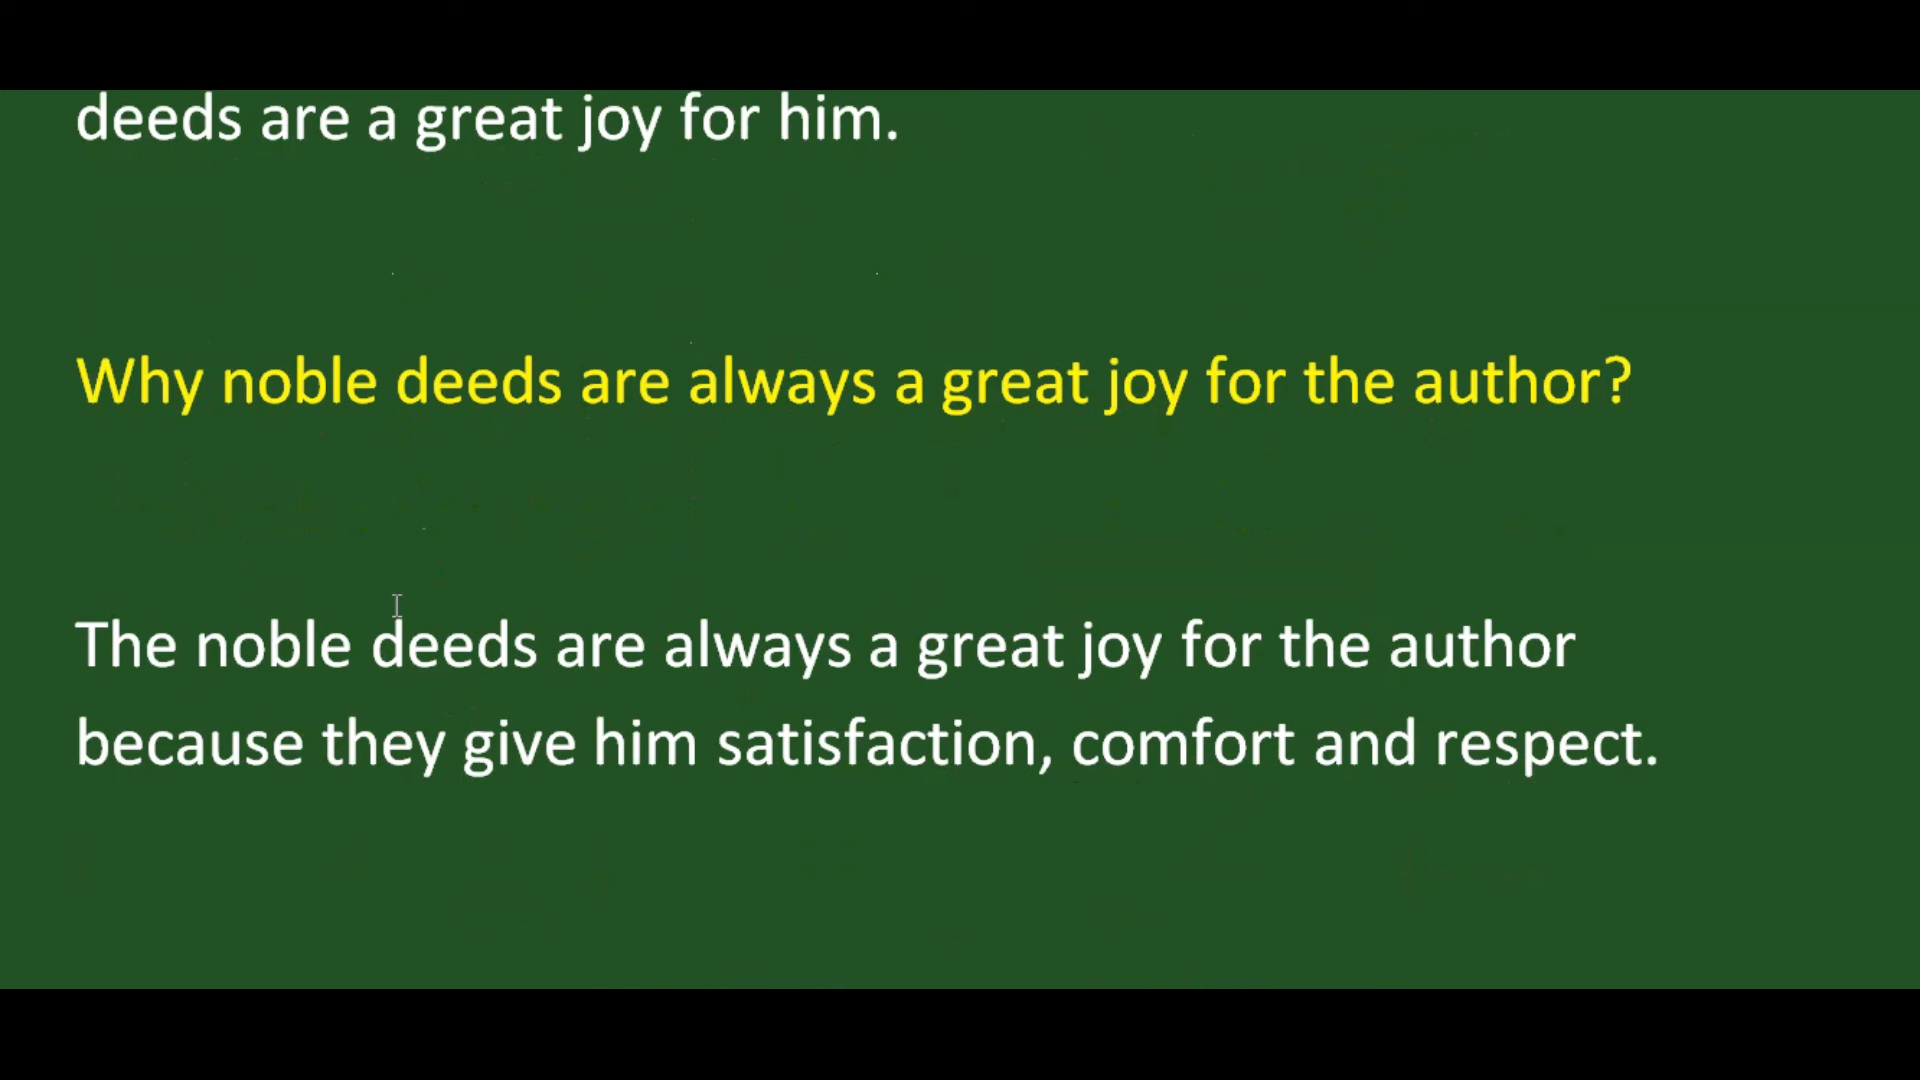 deeds are a great joy for him.
Why noble deeds are always a great joy for the author?
The noble deeds are always a great joy for the author
because they give him satisfaction, comfort and respect.